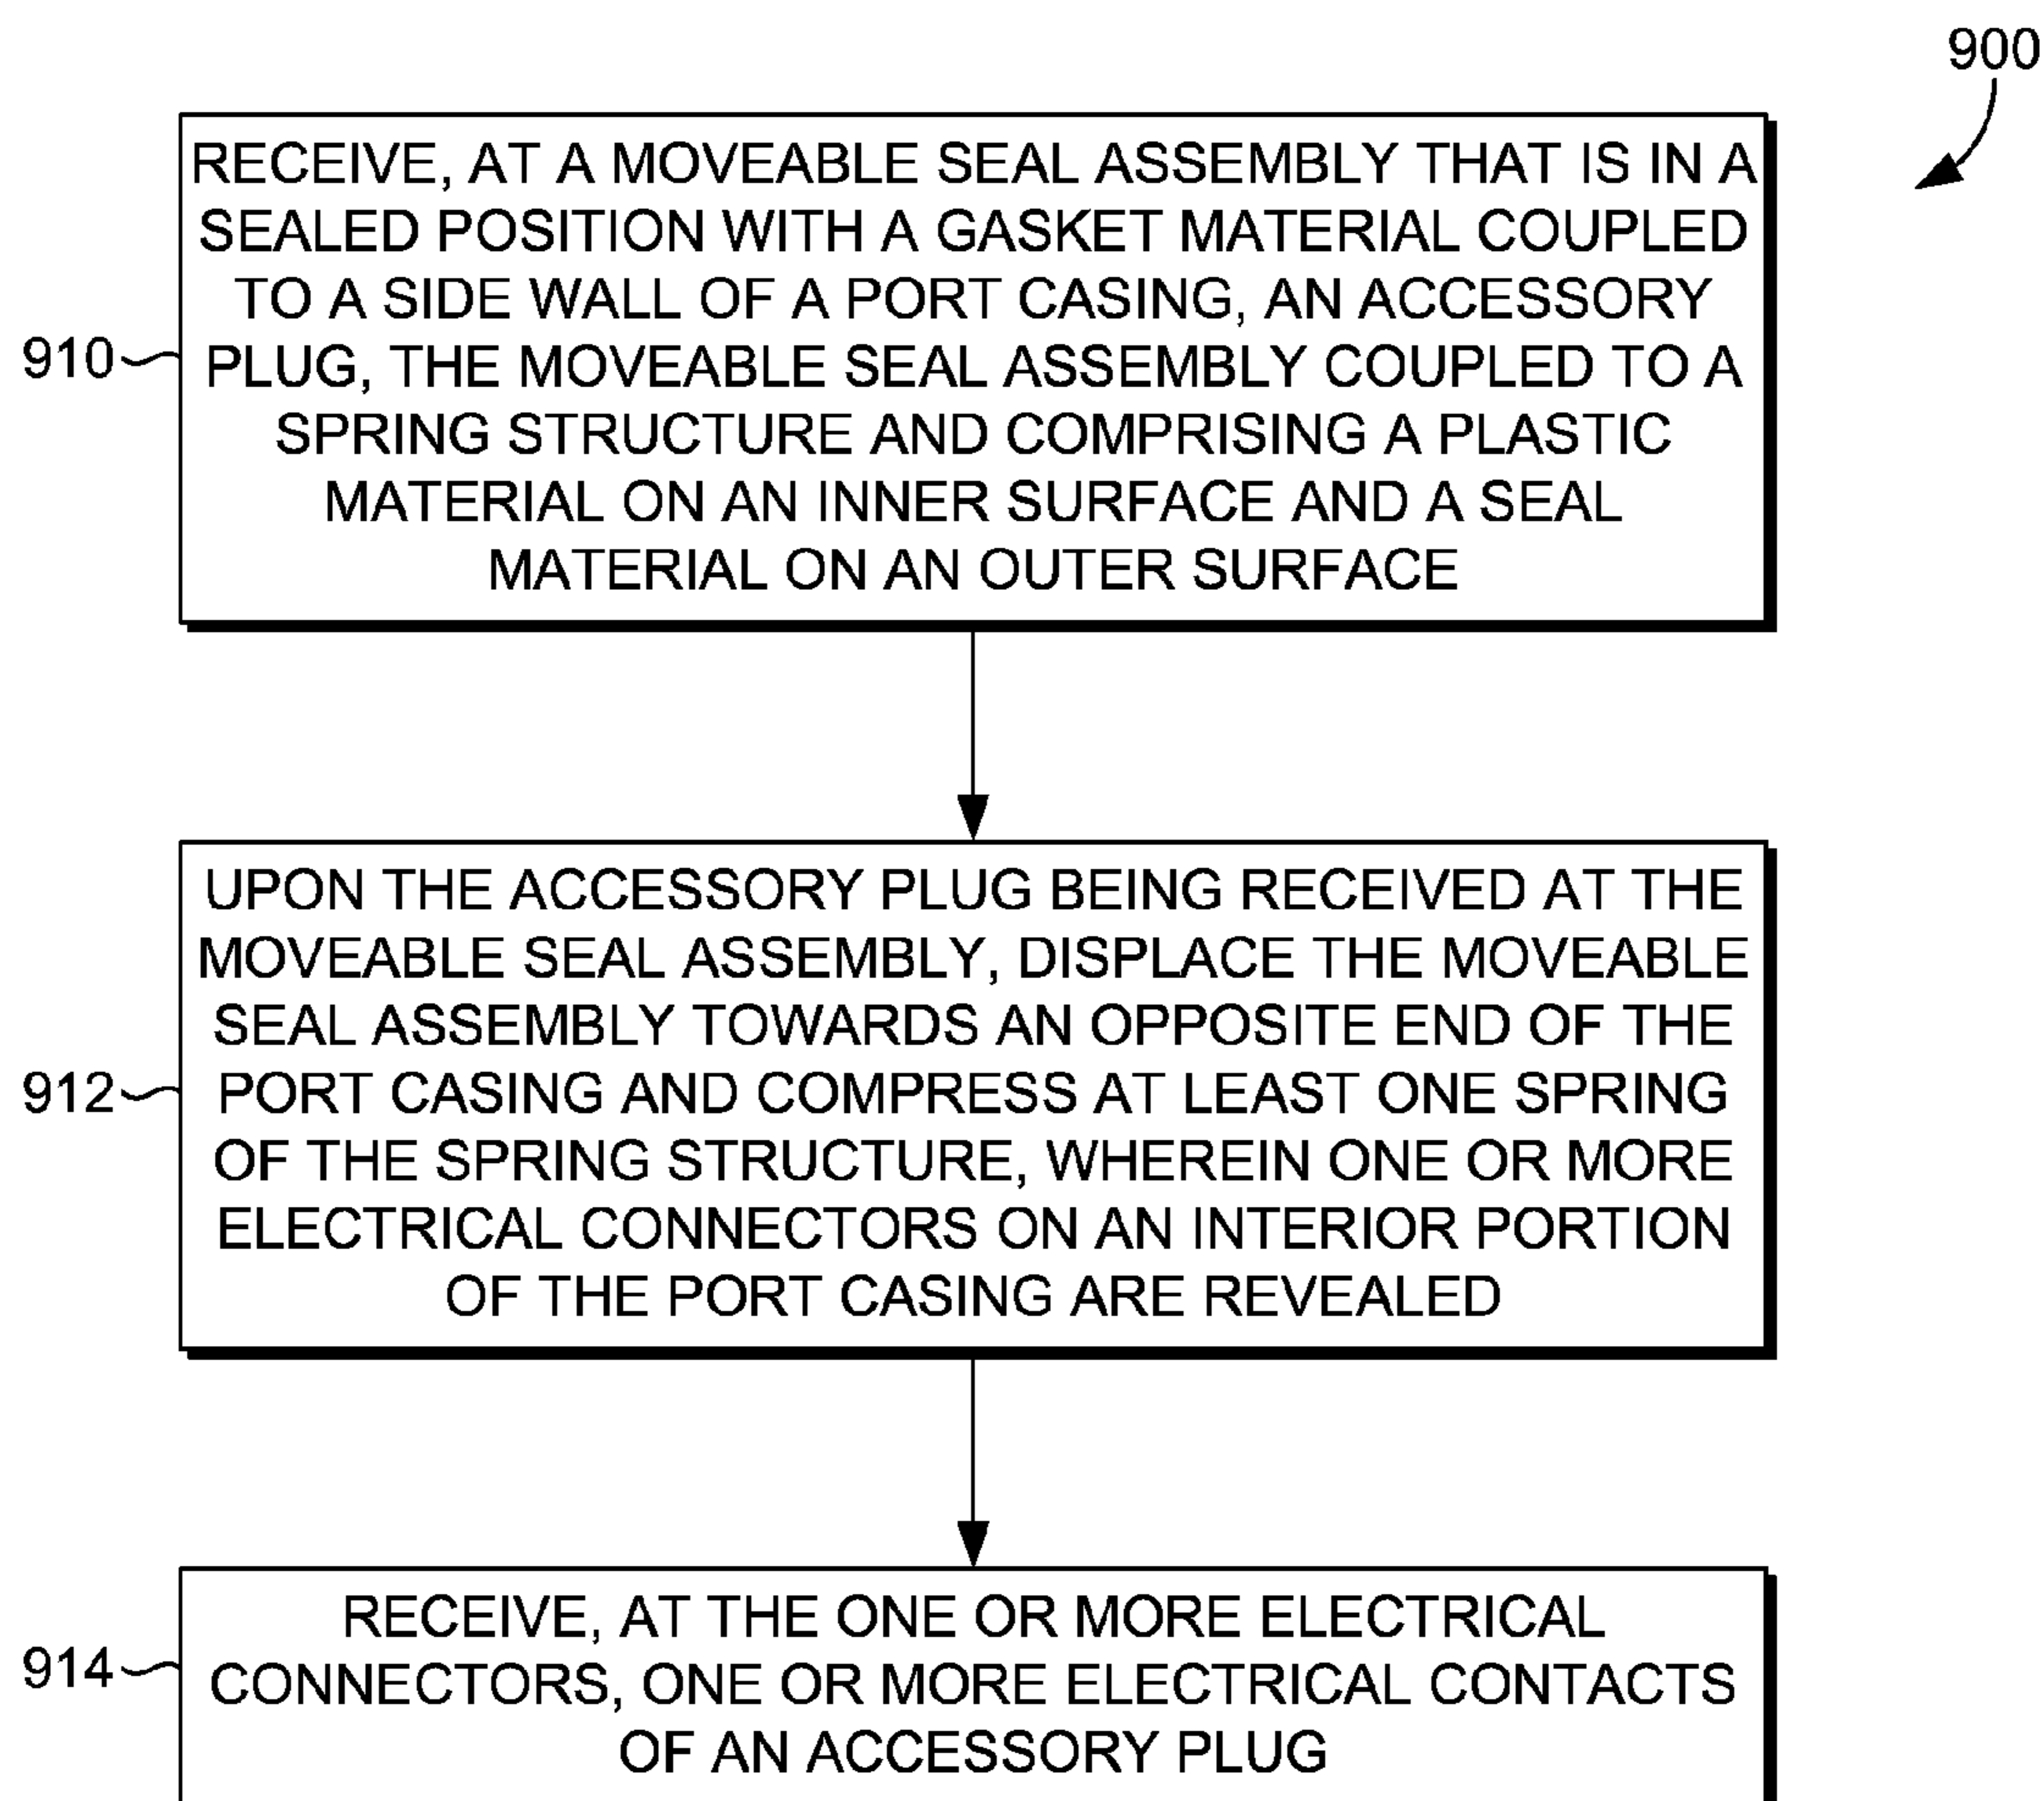 900
RECEIVE, AT A MOVEABLE SEAL ASSEMBLY THAT IS IN A
SEALED POSITION WITH A GASKET MATERIAL COUPLED
TO A SIDE WALL OF A PORT CASING, AN ACCESSORY
PLUG, THE MOVEABLE SEAL ASSEMBLY COUPLED TO A
SPRING STRUCTURE AND COMPRISING A PLASTIC
MATERIAL ON AN INNER SURFACE AND A SEAL
MATERIAL ON AN OUTER SURFACE
910
UPON THE ACCESSORY PLUG BEING RECEIVED AT THE
MOVEABLE SEAL ASSEMBLY, DISPLACE THE MOVEABLE
SEAL ASSEMBLY TOWARDS AN OPPOSITE END OF THE
PORT CASING AND COMPRESS AT LEAST ONE SPRING
OF THE SPRING STRUCTURE, WHEREIN ONE OR MORE
ELECTRICAL CONNECTORS ON AN INTERIOR PORTION
OF THE PORT CASING ARE REVEALED
912
RECEIVE, AT THE ONE OR MORE ELECTRICAL
CONNECTORS, ONE OR MORE ELECTRICAL CONTACTS
OF AN ACCESSORY PLUG
914